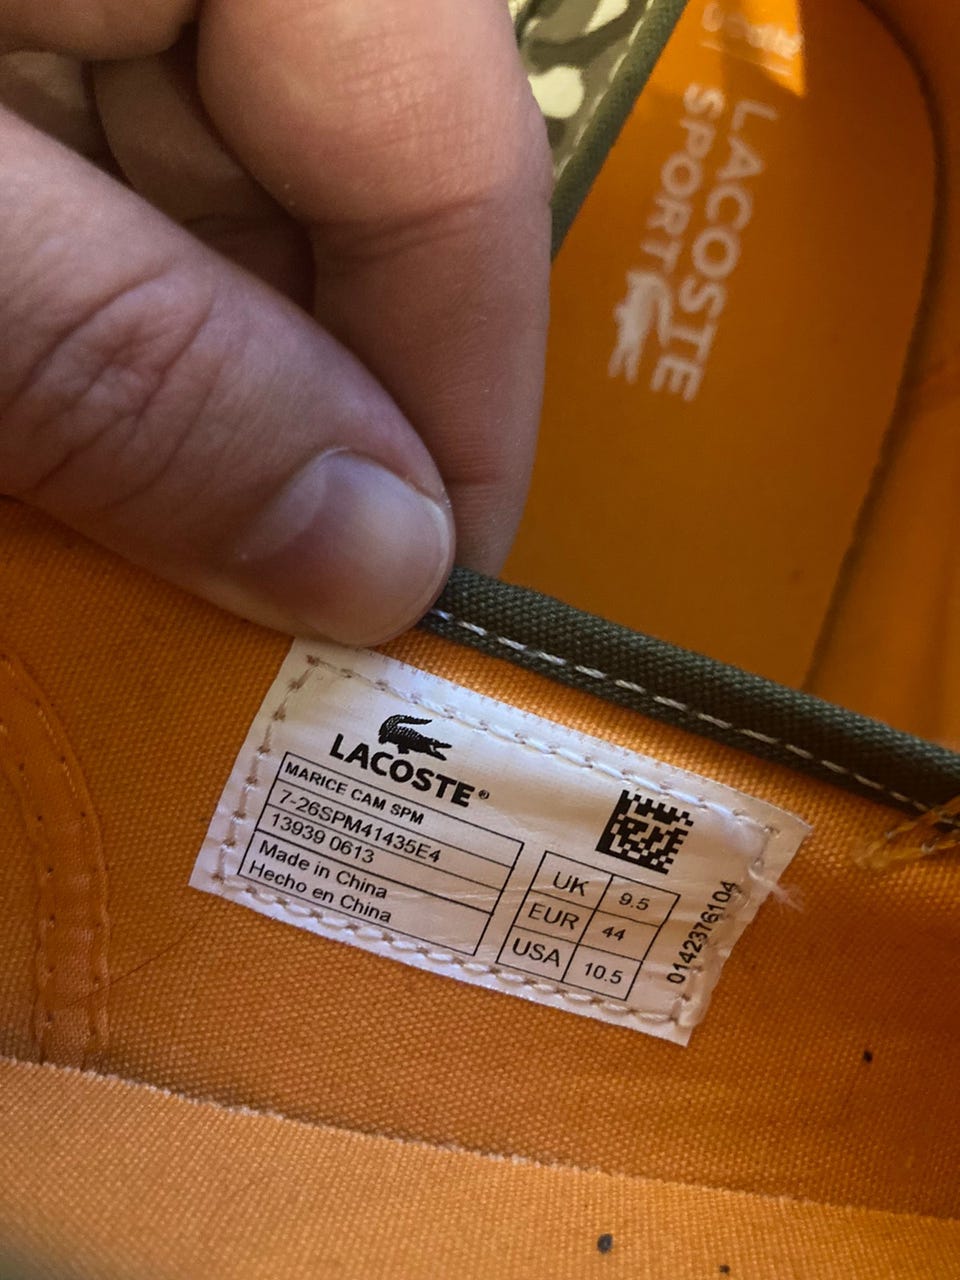 LACOSTE
SPORT
LACOSTE®
MARICE CAM SPM
7-26SPM41435E4
13939 0613
Made in China
Hecho en China
UK 9.5
EUR 44
USA 10.5
0142376104